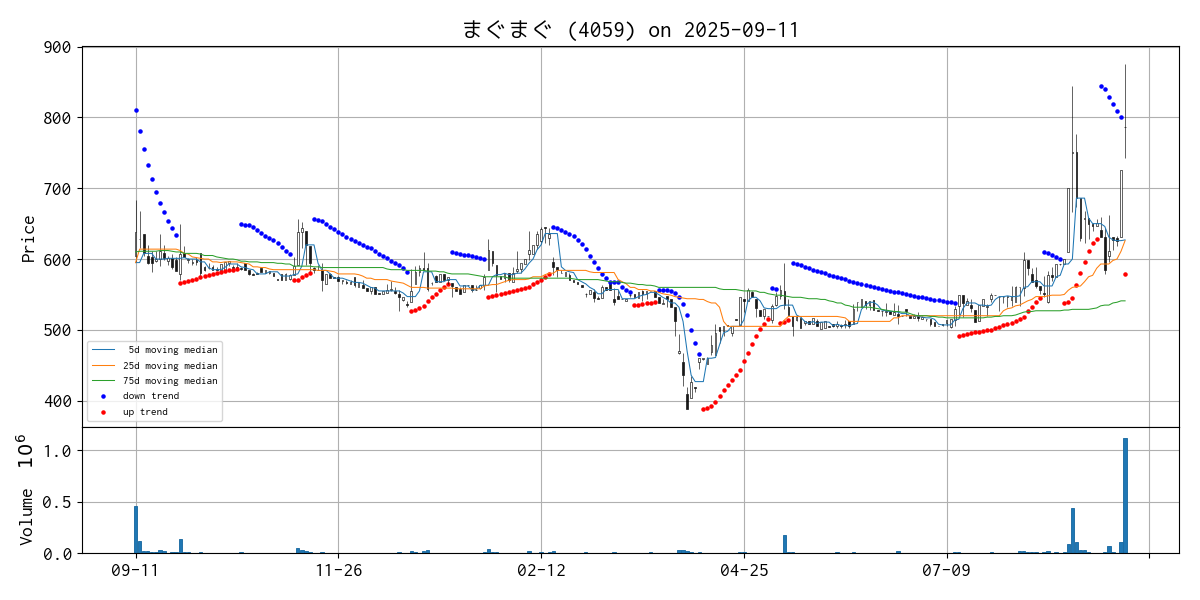 まぐまぐ (4059) on 2025-09-11
900
800
700
600
500
400
Price
5d moving median
25d moving median
75d moving median
down trend
up trend
1.0
0.5
0.0
Volume 10^6
09-11
11-26
02-12
04-25
07-09